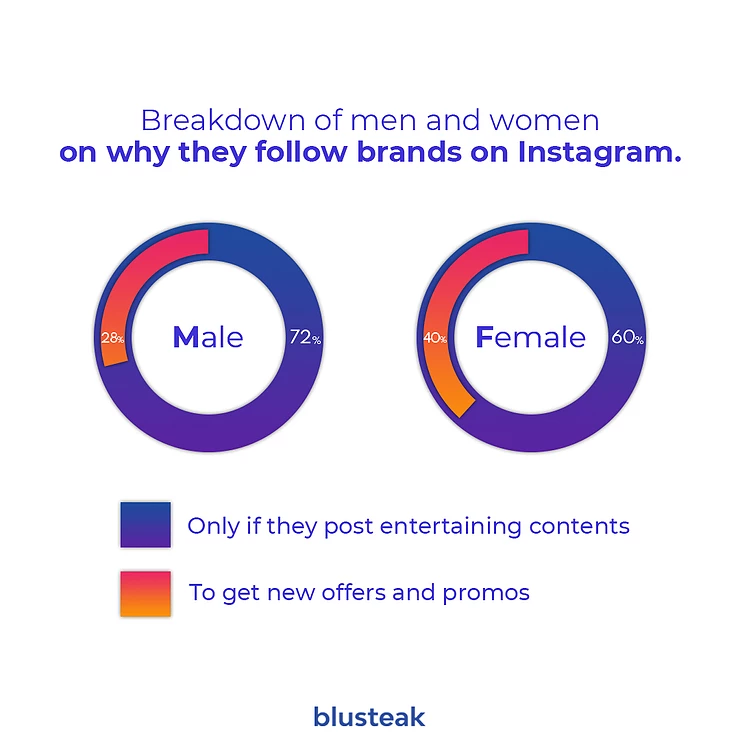 Breakdown of men and women
on why they follow brands on Instagram.
28% Male 72%
40% Female 60%
Only if they post entertaining contents
To get new offers and promos
blusteak